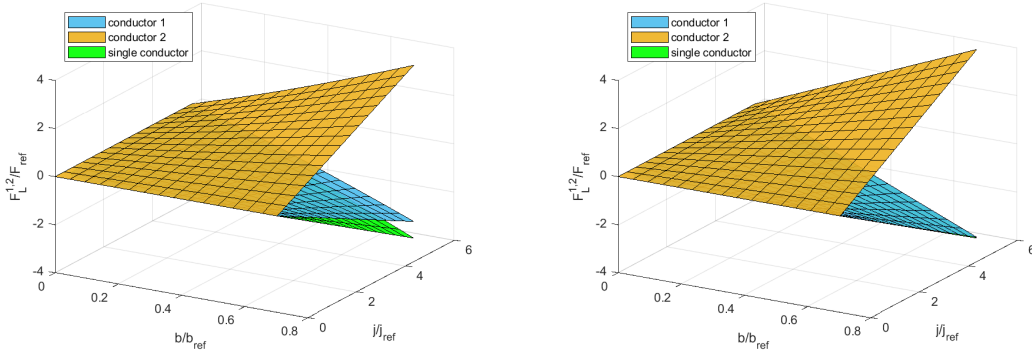 conductor 1
conductor 2
single conductor
4
2
0
-2
-4
F_L^{1,2}/F_ref
0
0.2
0.4
0.6
0.8
b/b_ref
0
2
4
6
j/j_ref
conductor 1
conductor 2
single conductor
4
2
0
-2
-4
F_L^{1,2}/F_ref
0
0.2
0.4
0.6
0.8
b/b_ref
0
2
4
6
j/j_ref